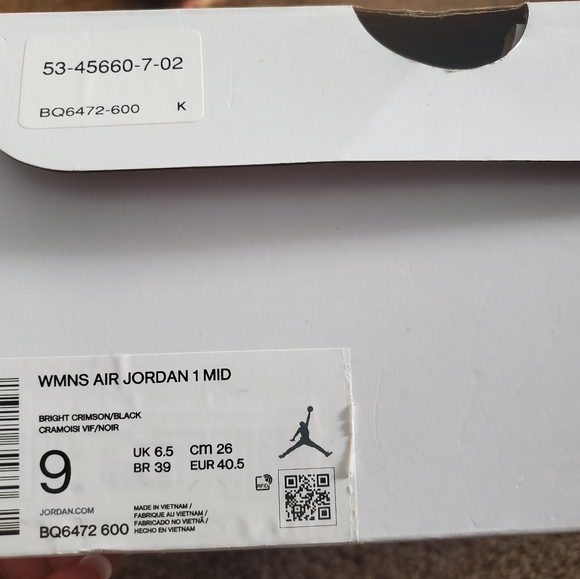 53-45660-7-02
BQ6472-600 K
WMNS AIR JORDAN 1 MID
BRIGHT CRIMSON/BLACK
CRAMOISI VIF/NOIR
9
UK 6.5 CM 26
BR 39 EUR 40.5
RFID
JORDAN.COM
BQ6472 600
MADE IN VIETNAM /
FABRIQUE AU VIETNAM /
FABRICADO NO VIETNÃ /
HECHO EN VIETNAM